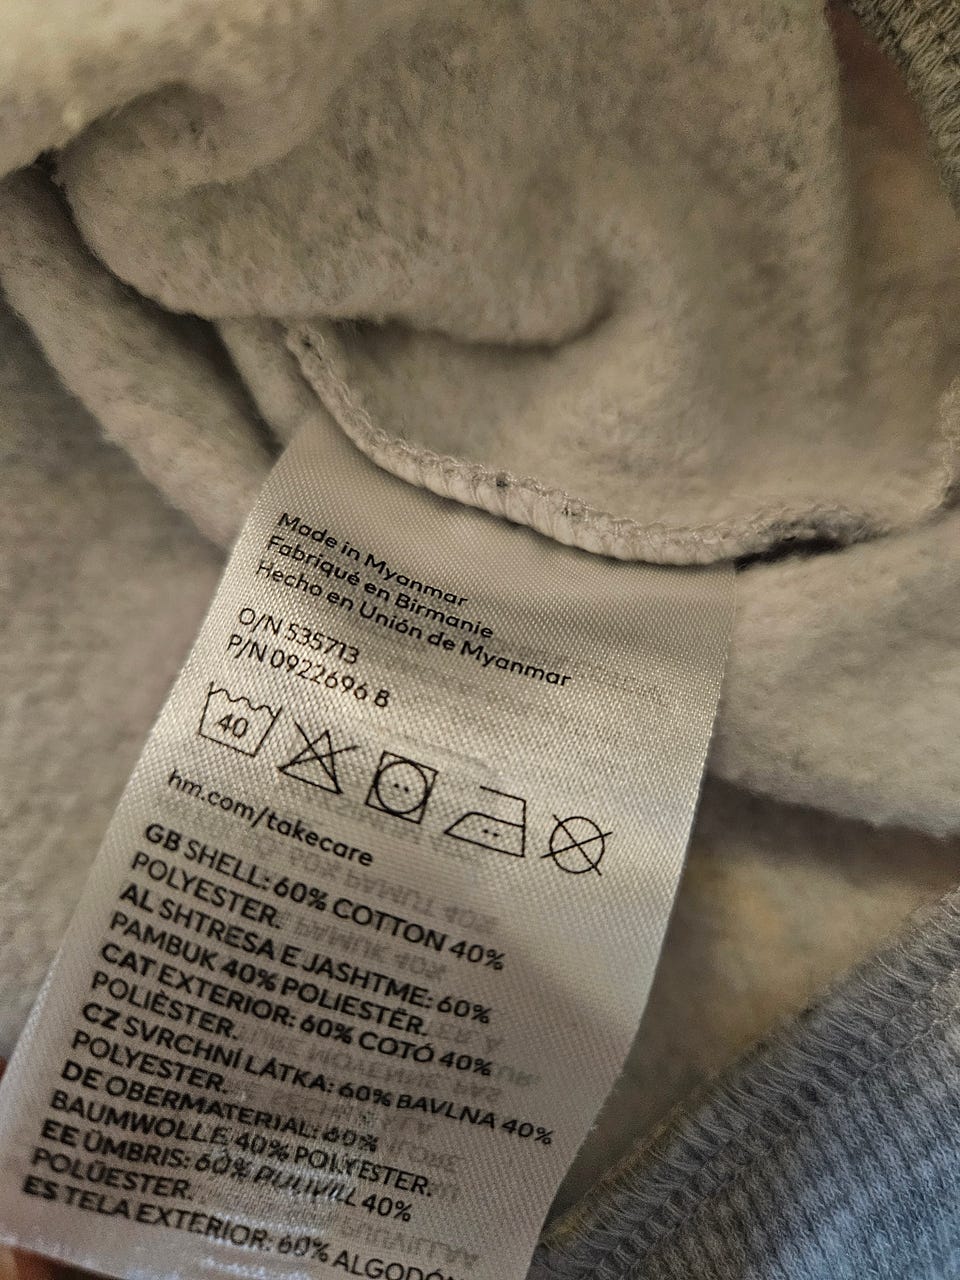 Made in Myanmar
Fabriqué en Birmanie
Hecho en Unión de Myanmar
O/N 535713
P/N 0922696 B
40
hm.com/takecare
GB SHELL: 60% COTTON 40%
POLYESTER.
AL SHTRESA E JASHTME: 60%
PAMBUK 40% POLIESTËR.
CAT EXTERIOR: 60% COTÓ 40%
POLIÈSTER.
CZ SVRCHNÍ LÁTKA: 60% BAVLNA 40%
POLYESTER.
DE OBERMATERIAL: 60%
BAUMWOLLE 40% POLYESTER.
EE ÜMBRIS: 60% PUUVILL 40%
POLÜESTER.
ES TELA EXTERIOR: 60% ALGODÓN